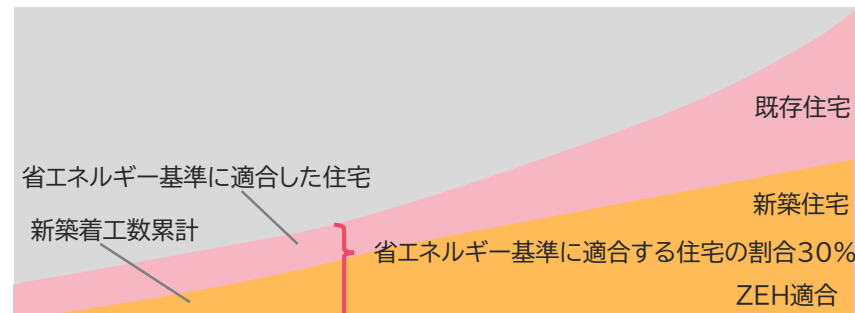 既存住宅
省エネルギー基準に適合した住宅
新築住宅
新築着工数累計
省エネルギー基準に適合する住宅の割合30%
ZEH適合